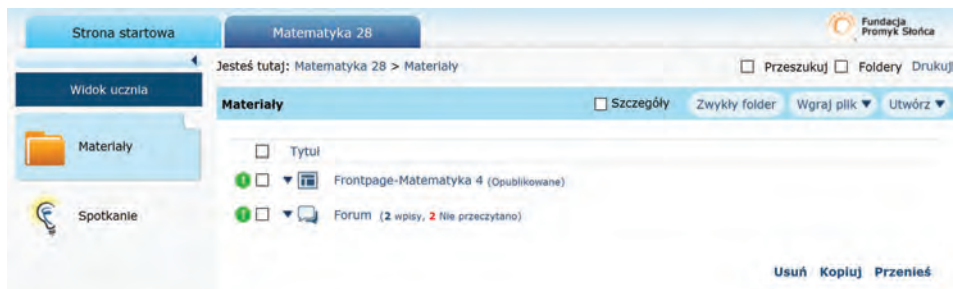 Strona startowa
Matematyka 28
Fundacja
Promyk Słońca
Jesteś tutaj: Matematyka 28 > Materiały
Przeszukuj Foldery Drukuj
Widok ucznia
Materiały
Szczegóły Zwykły folder Wgraj plik Utwórz
Materiały
Tytuł
Frontpage-Matematyka 4 (Opublikowane)
Spotkanie
Forum (2 wpisy, 2 Nie przeczytano)
Usuń Kopiuj Przenieś